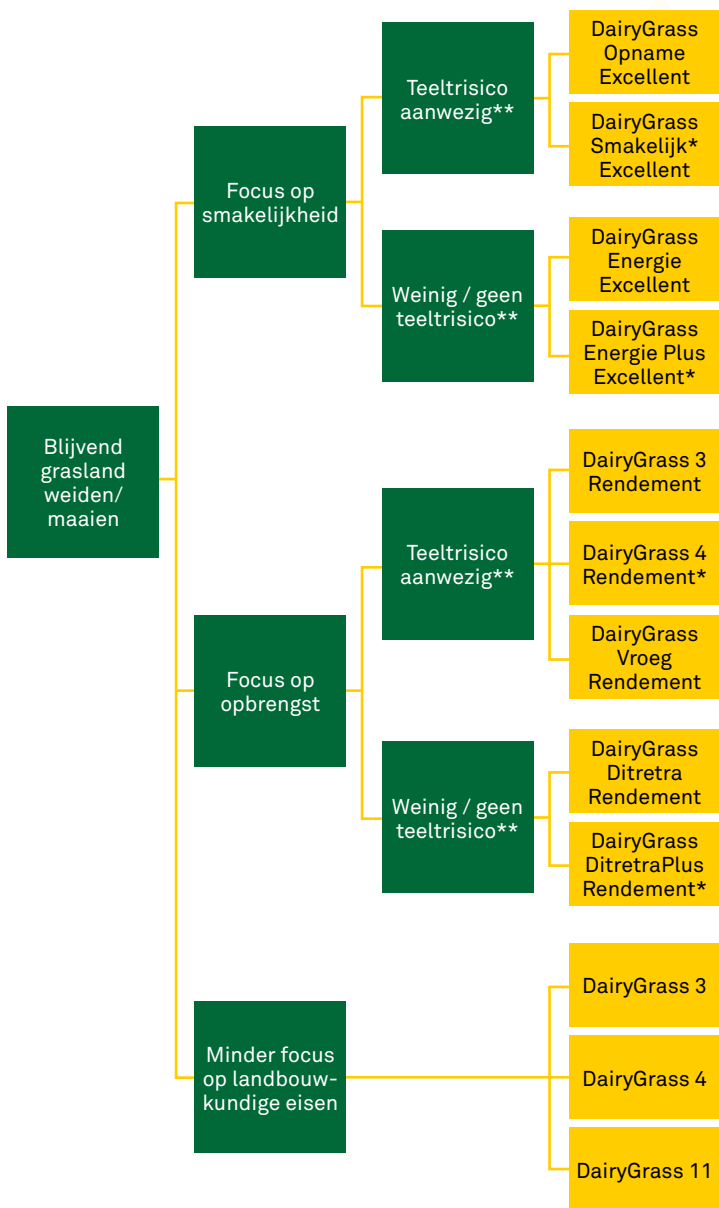 Blijvend
grasland
weiden/
maaien
Focus op
smakelijkheid
Teeltrisico
aanwezig**
DairyGrass
Opname
Excellent
DairyGrass
Smakelijk*
Excellent
Weinig / geen
teeltrisico**
DairyGrass
Energie
Excellent
DairyGrass
Energie Plus
Excellent*
Focus op
opbrengst
Teeltrisico
aanwezig**
DairyGrass 3
Rendement
DairyGrass 4
Rendement*
DairyGrass
Vroeg
Rendement
Weinig / geen
teeltrisico**
DairyGrass
Ditretra
Rendement
DairyGrass
DitretraPlus
Rendement*
Minder focus
op landbouw-
kundige eisen
DairyGrass 3
DairyGrass 4
DairyGrass 11